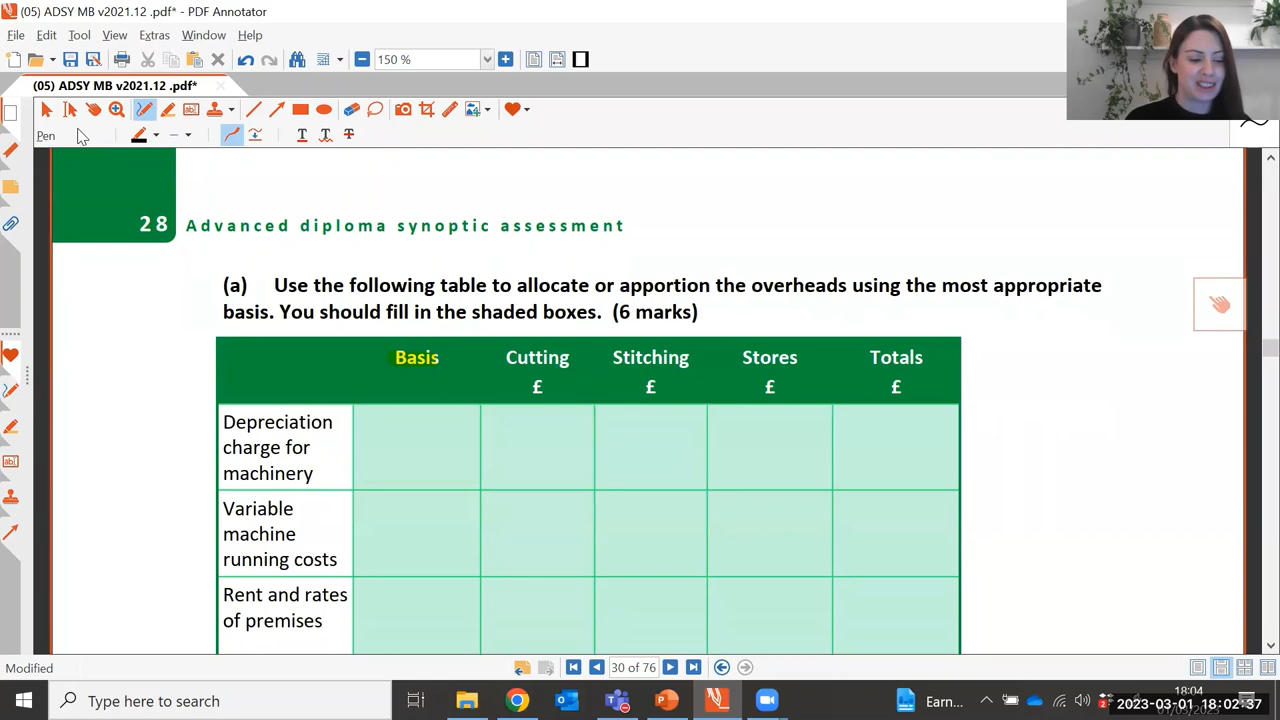 (05) ADSY MB v2021.12 .pdf* - PDF Annotator
File Edit Tool View Extras Window Help
150 %
(05) ADSY MB v2021.12 .pdf*
Pen
28 Advanced diploma synoptic assessment
(a) Use the following table to allocate or apportion the overheads using the most appropriate
basis. You should fill in the shaded boxes. (6 marks)
Basis Cutting Stitching Stores Totals
£ £ £ £
Depreciation
charge for
machinery
Variable
machine
running costs
Rent and rates
of premises
Modified
30 of 76
Type here to search
Earn...
18:04
2023-03-01 18:02:37